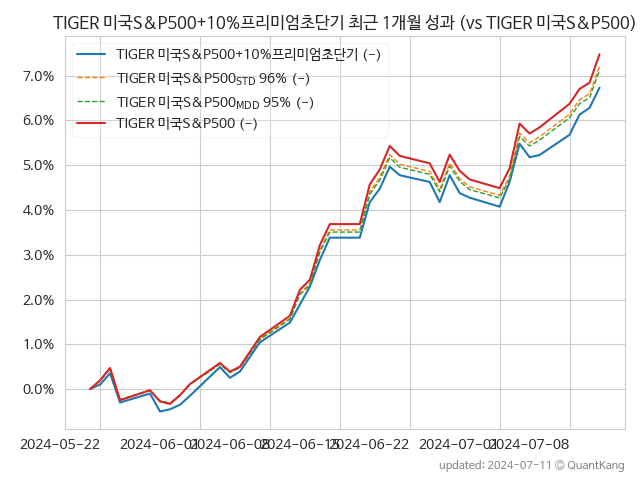 TIGER 미국S&P500+10%프리미엄초단기 최근 1개월 성과 (vs TIGER 미국S&P500)
TIGER 미국S&P500+10%프리미엄초단기 (-)
TIGER 미국S&P500STD 96% (-)
TIGER 미국S&P500MDD 95% (-)
TIGER 미국S&P500 (-)
7.0%
6.0%
5.0%
4.0%
3.0%
2.0%
1.0%
0.0%
2024-05-22
2024-06-01
2024-06-08
2024-06-15
2024-06-22
2024-07-01
2024-07-08
updated: 2024-07-11 © QuantKang